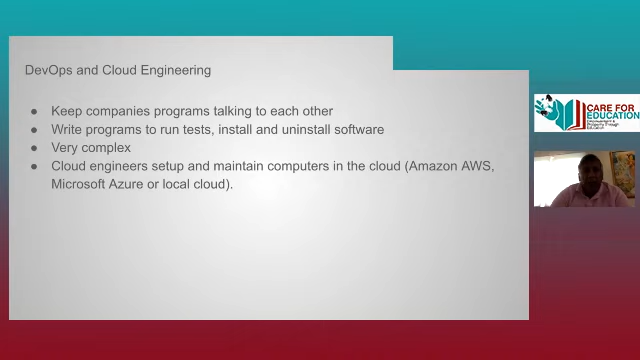 DevOps and Cloud Engineering
● Keep companies programs talking to each other
● Write programs to run tests, install and uninstall software
● Very complex
● Cloud engineers setup and maintain computers in the cloud (Amazon AWS,
Microsoft Azure or local cloud).
CARE FOR
EDUCATION